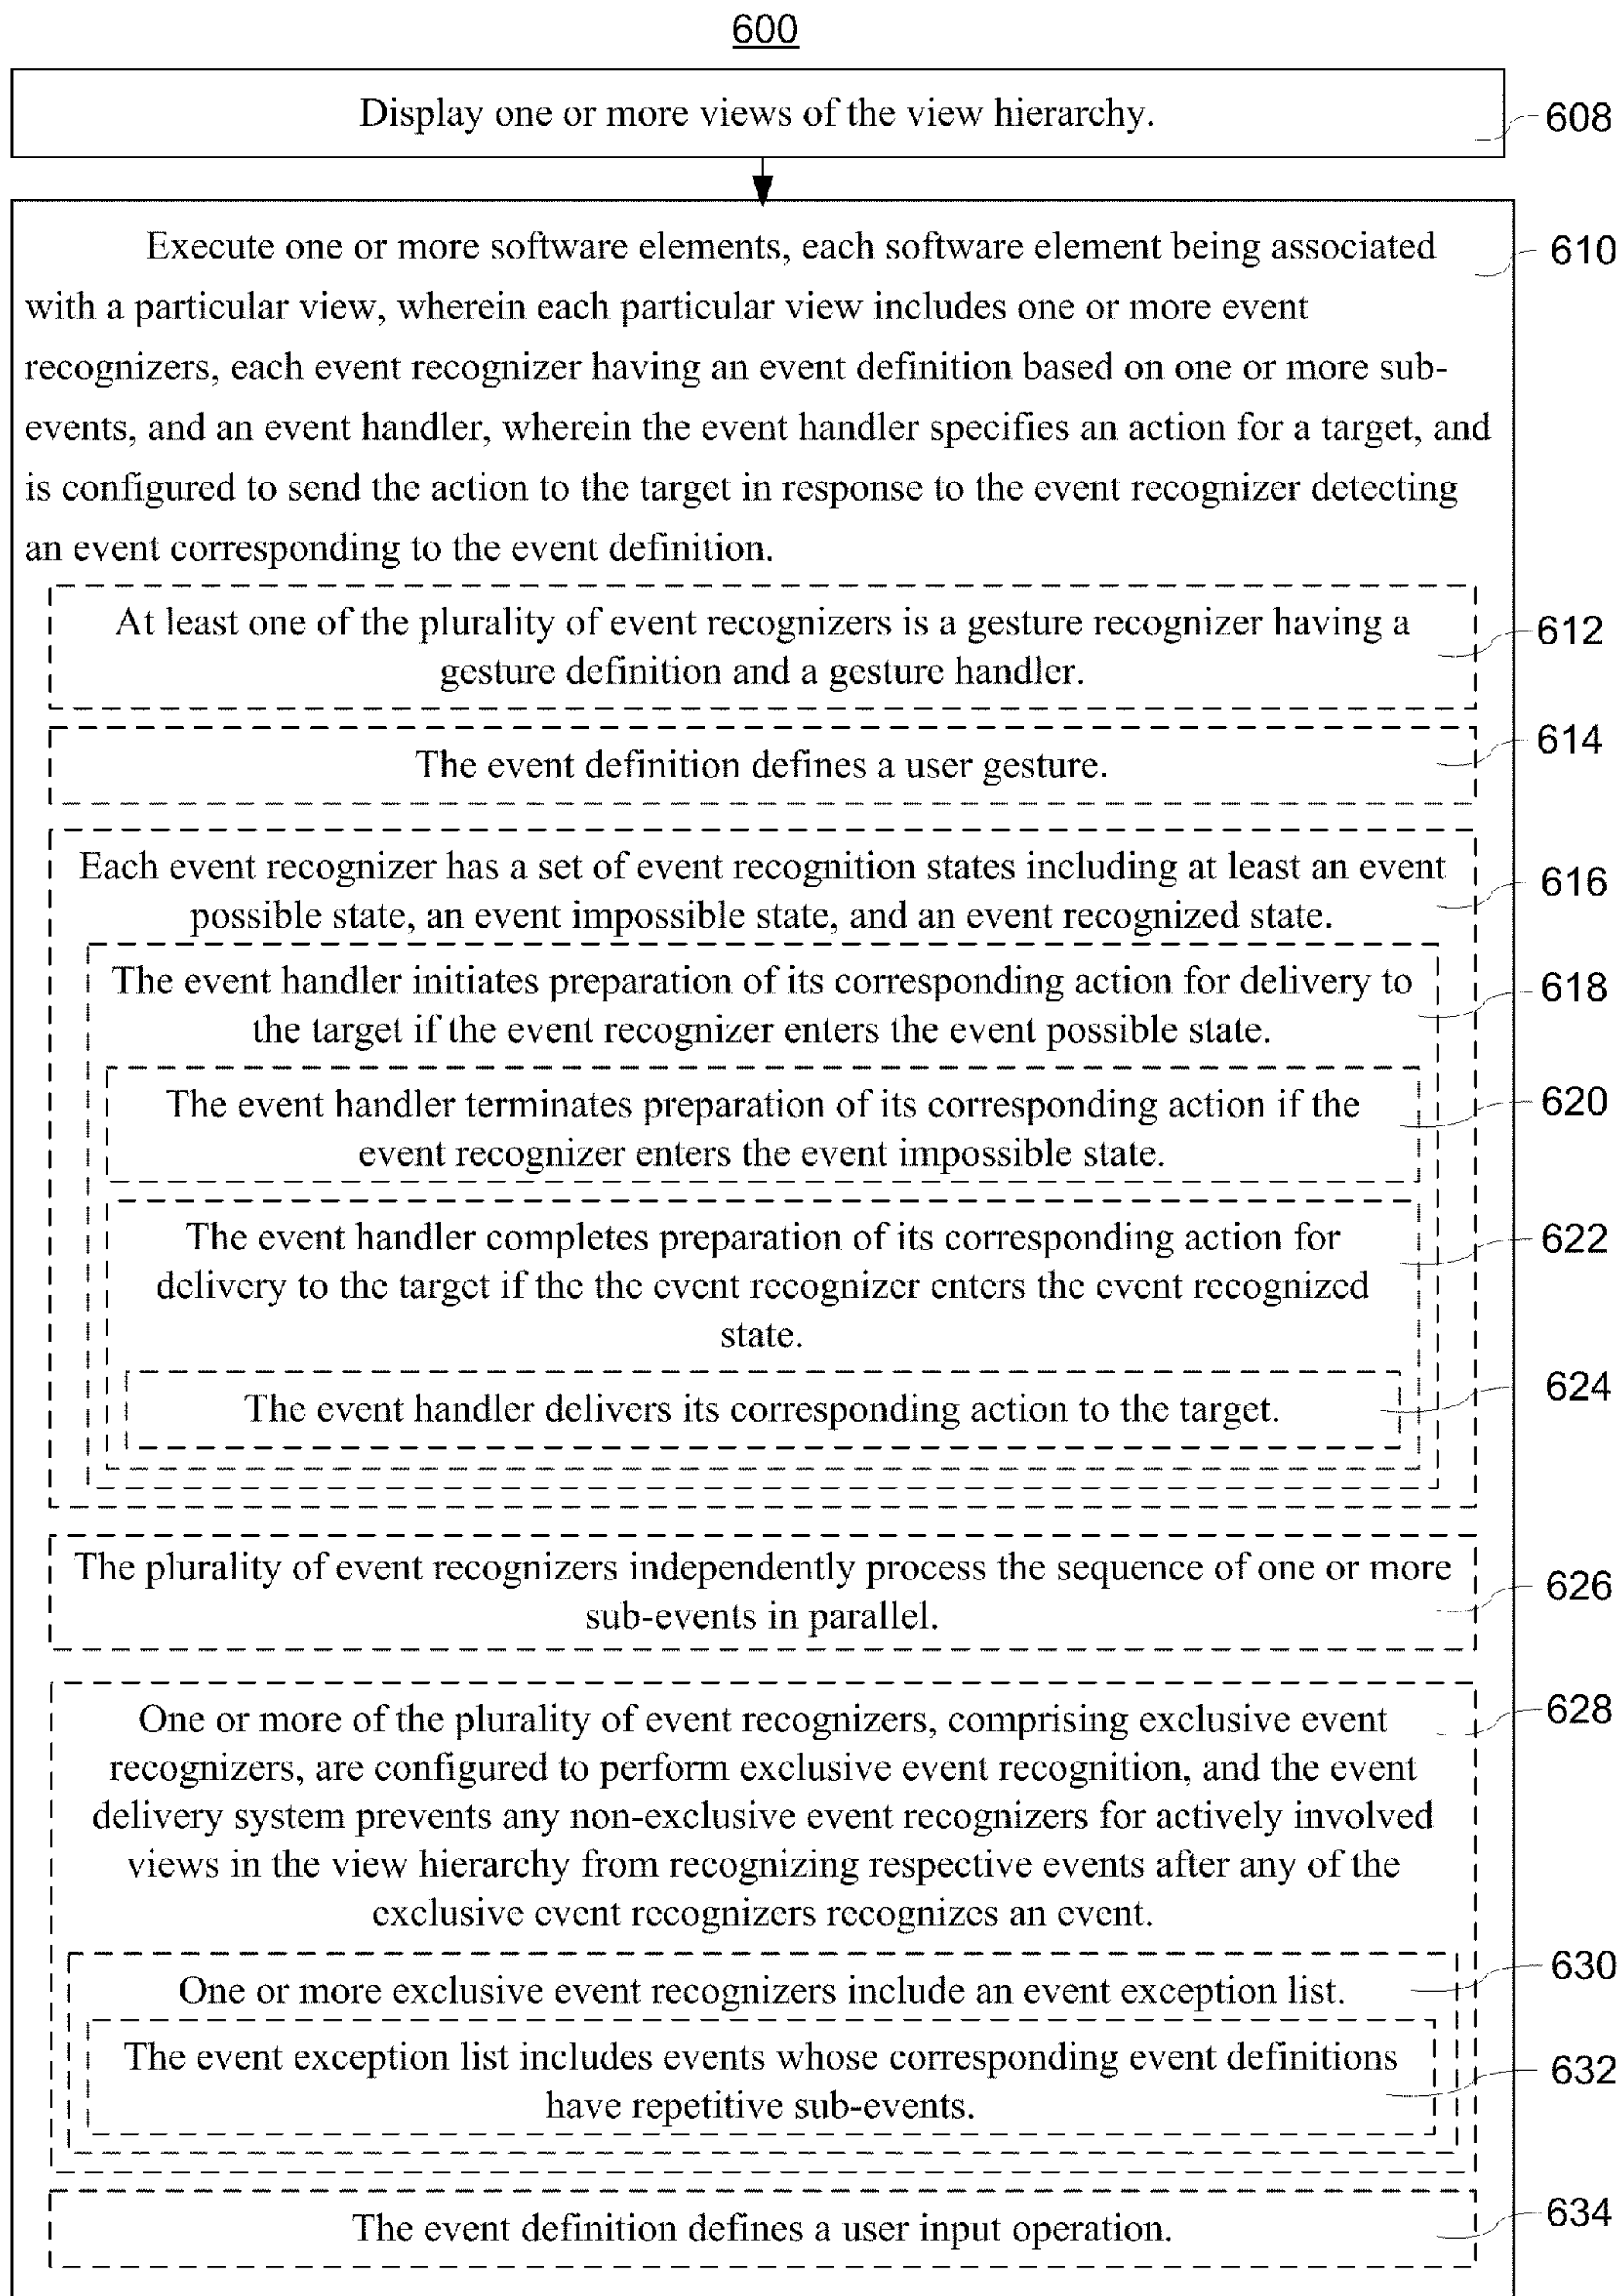 600
Display one or more views of the view hierarchy.
608
Execute one or more software elements, each software element being associated
610
with a particular view, wherein each particular view includes one or more event
recognizers, each event recognizer having an event definition based on one or more sub-
events, and an event handler, wherein the event handler specifies an action for a target, and
is configured to send the action to the target in response to the event recognizer detecting
an event corresponding to the event definition.
At least one of the plurality of event recognizers is a gesture recognizer having a
612
gesture definition and a gesture handler.
614
The event definition defines a user gesture.
Each event recognizer has a set of event recognition states including at least an event
616
possible state, an event impossible state, and an event recognized state.
The event handler initiates preparation of its corresponding action for delivery to
618
the target if the event recognizer enters the event possible state.
The event handler terminates preparation of its corresponding action if the
620
event recognizer enters the event impossible state.
The event handler completes preparation of its corresponding action for
622
delivery to the target if the the event recognizer enters the event recognized
state.
624
The event handler delivers its corresponding action to the target.
The plurality of event recognizers independently process the sequence of one or more
626
sub-events in parallel.
One or more of the plurality of event recognizers, comprising exclusive event
628
recognizers, are configured to perform exclusive event recognition, and the event
delivery system prevents any non-exclusive event recognizers for actively involved
views in the view hierarchy from recognizing respective events after any of the
exclusive event recognizers recognizes an event.
630
One or more exclusive event recognizers include an event exception list.
The event exception list includes events whose corresponding event definitions
632
have repetitive sub-events.
634
The event definition defines a user input operation.